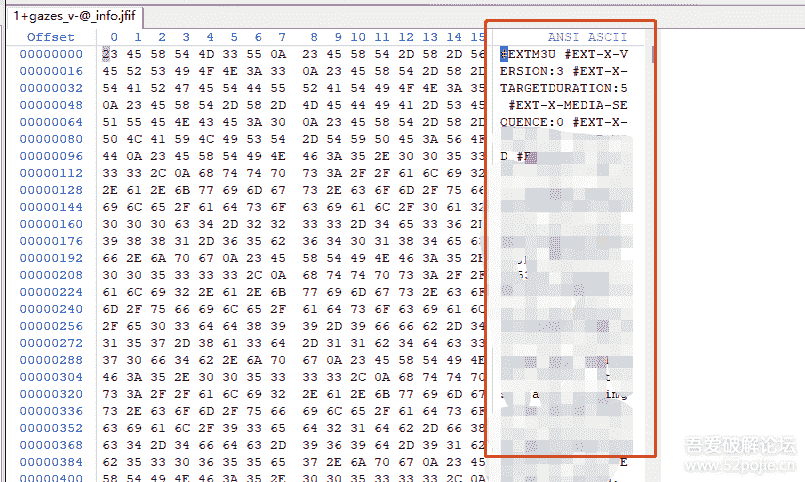 1+gazes_v-@_info.jfif
Offset 0 1 2 3 4 5 6 7 8 9 10 11 12 13 14 15 ANSI ASCII
00000000 23 45 58 54 4D 33 55 0A 23 45 58 54 2D 58 2D 56 #EXTM3U #EXT-X-V
00000016 45 52 53 49 4F 4E 3A 33 0A 23 45 58 54 2D 58 2D ERSION:3 #EXT-X-
00000032 54 41 52 47 45 54 44 55 52 41 54 49 4F 4E 3A 35 TARGETDURATION:5
00000048 0A 23 45 58 54 2D 58 2D 4D 45 44 49 41 2D 53 45 #EXT-X-MEDIA-SE
00000064 51 55 45 4E 43 45 3A 30 0A 23 45 58 54 2D 58 2D QUENCE:0 #EXT-X-
00000080 50 4C 41 59 4C 49 53 54 2D 54 59 50 45 3A 56 4F
00000096 44 0A 23 45 58 54 49 4E 46 3A 35 2E 30 30 35 33 D #E
00000112 33 33 2C 0A 68 74 74 70 73 3A 2F 2F 61 6C 69 32
00000128 2E 61 2E 6B 77 69 6D 67 73 2E 63 6F 6D 2F 75 66
00000144 69 6C 65 2F 61 64 73 6F 63 69 61 6C 2F 30 61 32
00000160 30 30 30 63 34 2D 32 32 33 33 2D 34 65 33 36 2D
00000176 39 38 38 31 2D 36 35 62 36 34 30 31 38 34 65
00000192 66 2E 6A 70 67 0A 23 45 58 54 49 4E 46 3A 35 2E
00000208 30 30 35 33 33 33 2C 0A 68 74 74 70 73 3A 2F 2F 53
00000224 61 6C 69 32 2E 61 2E 6B 77 69 6D 67 73 2E 63 6F
00000240 6D 2F 75 66 69 6C 65 2F 61 64 73 6F 63 69 61 6C
00000256 2F 65 30 33 64 64 38 39 39 2D 39 66 66 62 2D 34
00000272 31 35 37 2D 38 61 33 64 2D 31 31 62 34 64 63 33
00000288 37 30 66 34 62 2E 6A 70 67 0A 23 45 58 54 49 4E
00000304 46 3A 35 2E 30 30 35 33 33 33 2C 0A 68 74 74 70 t
00000320 73 3A 2F 2F 61 6C 69 32 2E 61 2E 6B 77 69 6D 67 s a ing
00000336 73 2E 63 6F 6D 2F 75 66 69 6C 65 2F 61 64 73 6F
00000352 63 69 61 6C 2F 39 33 65 64 32 31 64 62 2D 66 38
00000368 63 34 2D 34 66 64 63 2D 39 36 39 64 2D 39 31 62
00000384 62 35 33 30 36 35 35 65 37 2E 6A 70 67 0A 23 45 E
00000400 58 54 49 4E 46 3A 35 2E 30 30 35 33 33 33 2C 0A
吾爱破解论坛
www.52pojie.cn